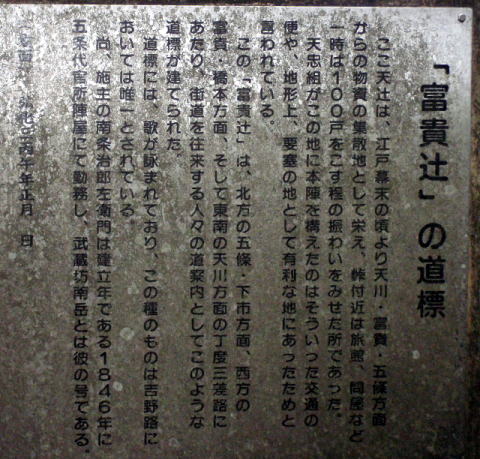 「富貴辻」の道標
ここ天辻は、江戸幕末の頃より天川・富貴・五條方面
からの物資の集散地として栄え、峠付近は旅館、問屋など
一時は100戸をこす程の賑わいをみせた所であった。
天忠組がこの地に本陣を構えたのはそういった交通の
便や、地形上、要塞の地として有利な地にあったためと
言われている。
この「富貴辻」は、北方の五條・下市方面、西方の
富貴・橋本方面、そして東南の天川方面の丁度三差路に
あたり、街道を往来する人々の道案内としてこのような
道標が建てられた。
道標には、歌が詠まれており、この種のものは吉野路に
おいては唯一とされている。
尚、施主の南条治郎左衛門は建立年である1846年に
五条代官所陣屋にて勤務し、武蔵坊南岳とは彼の号である。
丙午年正月 日